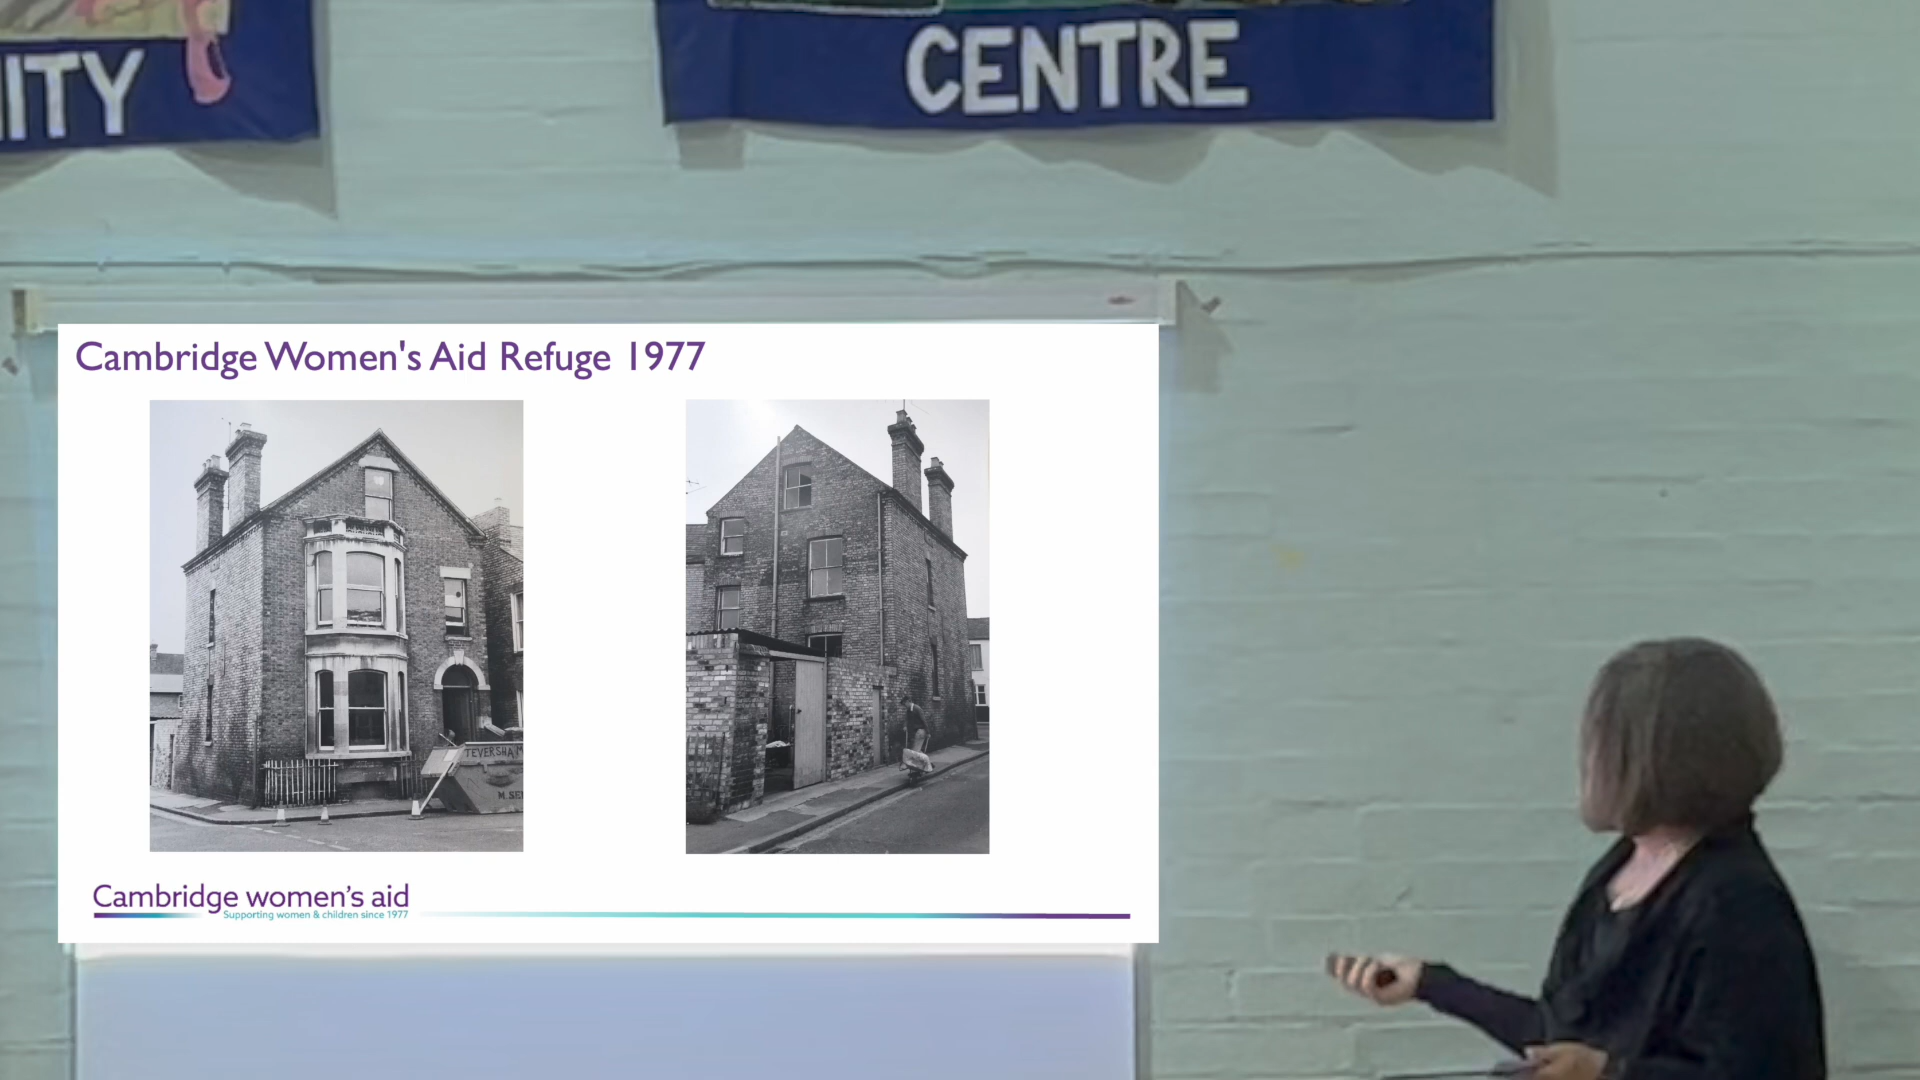 ITY
CENTRE
Cambridge Women's Aid Refuge 1977
TEVERSHA
M.SE
Cambridge women's aid
Supporting women & children since 1977